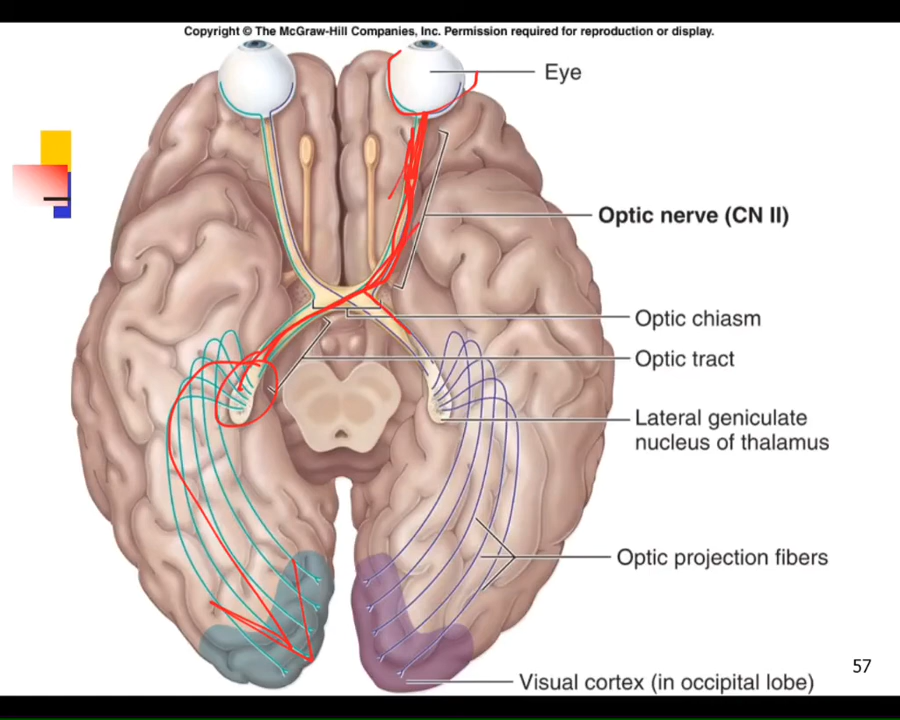 Copyright © The McGraw-Hill Companies, Inc. Permission required for reproduction or display.
Eye
Optic nerve (CN II)
Optic chiasm
Optic tract
Lateral geniculate
nucleus of thalamus
Optic projection fibers
57
Visual cortex (in occipital lobe)